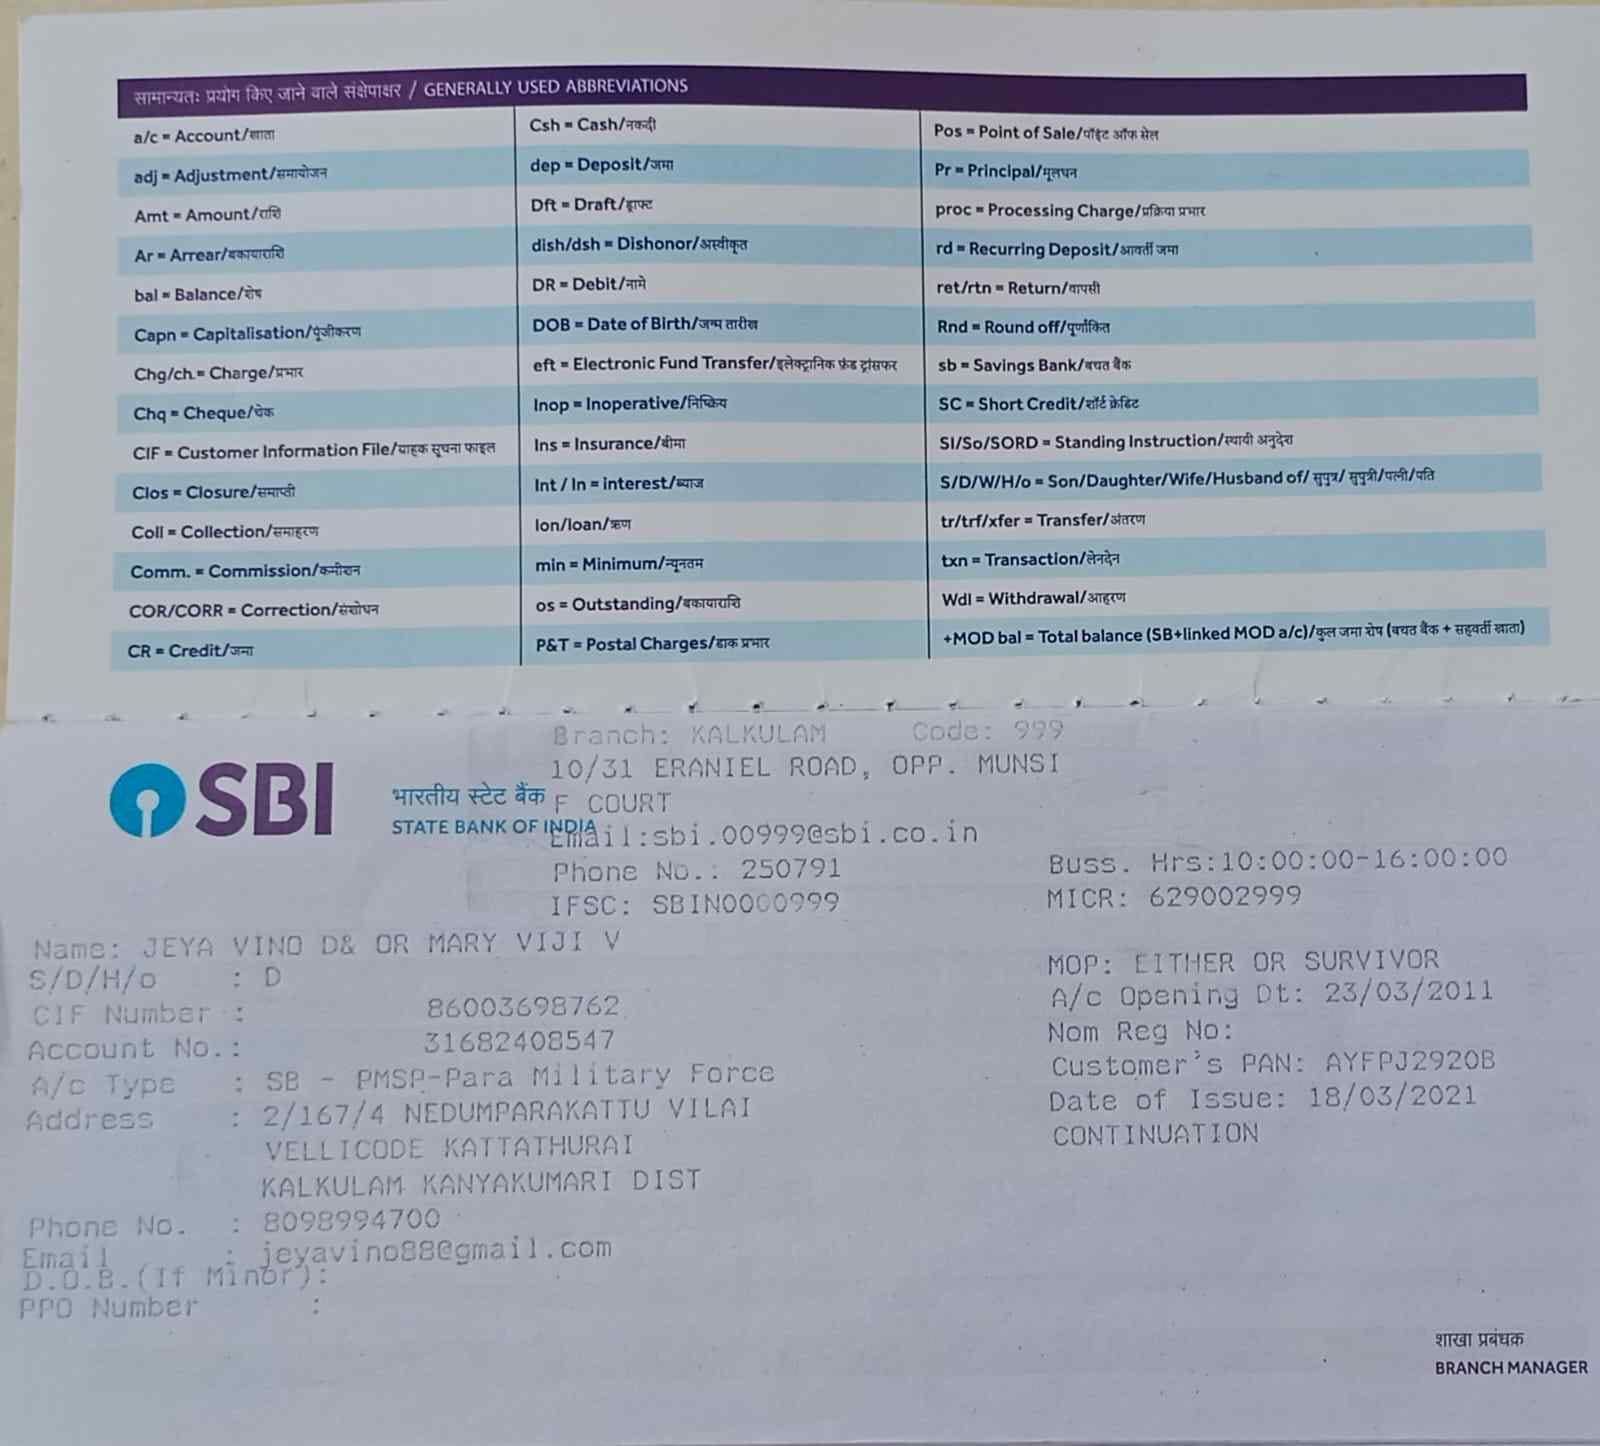 सामान्यतः प्रयोग किए जाने वाले संक्षेपाक्षर / GENERALLY USED ABBREVIATIONS
a/c = Account/खाता
adj = Adjustment/समायोजन
Amt = Amount/राशि
Ar = Arrear/बकायाराशि
bal = Balance/शेष
Capn = Capitalisation/पूंजीकरण
Chg/ch.= Charge/प्रभार
Chq = Cheque/चेक
CIF = Customer Information File/ग्राहक सूचना फाइल
Clos = Closure/समाप्ती
Coll = Collection/समाहरण
Comm. = Commission/कमीशन
COR/CORR = Correction/संशोधन
CR = Credit/जमा
Csh = Cash/नकदी
dep = Deposit/जमा
Dft = Draft/ड्राफ्ट
dish/dsh = Dishonor/अस्वीकृत
DR = Debit/नामे
DOB = Date of Birth/जन्म तारीख
eft = Electronic Fund Transfer/इलेक्ट्रानिक फ़ंड ट्रांसफर
Inop = Inoperative/निष्क्रिय
Ins = Insurance/बीमा
Int / In = interest/ब्याज
lon/loan/ऋण
min = Minimum/न्यूनतम
os = Outstanding/बकायाराशि
P&T = Postal Charges/डाक प्रभार
Pos = Point of Sale/पॉइंट ऑफ सेल
Pr = Principal/मूलधन
proc = Processing Charge/प्रक्रिया प्रभार
rd = Recurring Deposit/आवर्ती जमा
ret/rtn = Return/वापसी
Rnd = Round off/पूर्णांकित
sb = Savings Bank/बचत बैंक
SC = Short Credit/शॉर्ट क्रेडिट
SI/So/SORD = Standing Instruction/स्थायी अनुदेश
S/D/W/H/o = Son/Daughter/Wife/Husband of/ सुपुत्र/ सुपुत्री/पत्नी/पति
tr/trf/xfer = Transfer/अंतरण
txn = Transaction/लेनदेन
Wdl = Withdrawal/आहरण
+MOD bal = Total balance (SB+linked MOD a/c)/कुल जमा शेष (बचत बैंक + सहवर्ती खाता)
SBI
भारतीय स्टेट बैंक
STATE BANK OF INDIA
Branch: KALKULAM Code: 999
10/31 ERANIEL ROAD, OPP. MUNSI
F COURT
Email:sbi.00999@sbi.co.in
Phone No.: 250791
IFSC: SBIN0000999
Buss. Hrs:10:00:00-16:00:00
MICR: 629002999
Name: JEYA VINO D& OR MARY VIJI V
S/D/H/o : D
CIF Number : 86003698762
Account No.: 31682408547
A/c Type : SB - PMSP-Para Military Force
Address : 2/167/4 NEDUMPARAKATTU VILAI
VELLICODE KATTATHURAI
KALKULAM KANYAKUMARI DIST
Phone No. : 8098994700
Email : jeyavino88@gmail.com
D.O.B.(If Minor):
PPO Number :
MOP: EITHER OR SURVIVOR
A/c Opening Dt: 23/03/2011
Nom Reg No:
Customer's PAN: AYFPJ2920B
Date of Issue: 18/03/2021
CONTINUATION
शाखा प्रबंधक
BRANCH MANAGER